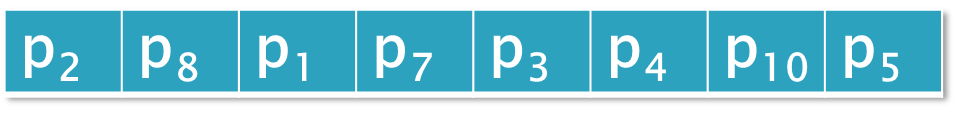 p₂ p₈ p₁ p₇ p₃ p₄ p₁₀ p₅